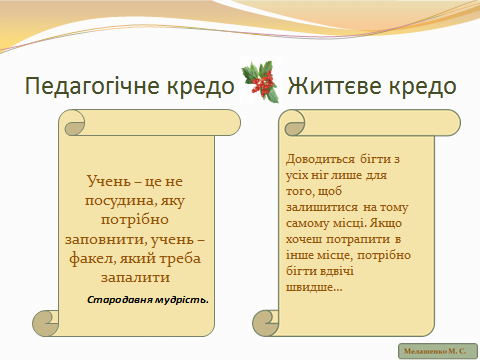 Педагогічне кредо
Життєве кредо
Учень – це не
посудина, яку
потрібно
заповнити, учень –
факел, який треба
запалити
Стародавня мудрість.
Доводиться бігти з
усіх ніг лише для
того, щоб
залишитися на тому
самому місці. Якщо
хочеш потрапити в
інше місце, потрібно
бігти вдвічі
швидше...
Мелашенко М. С.